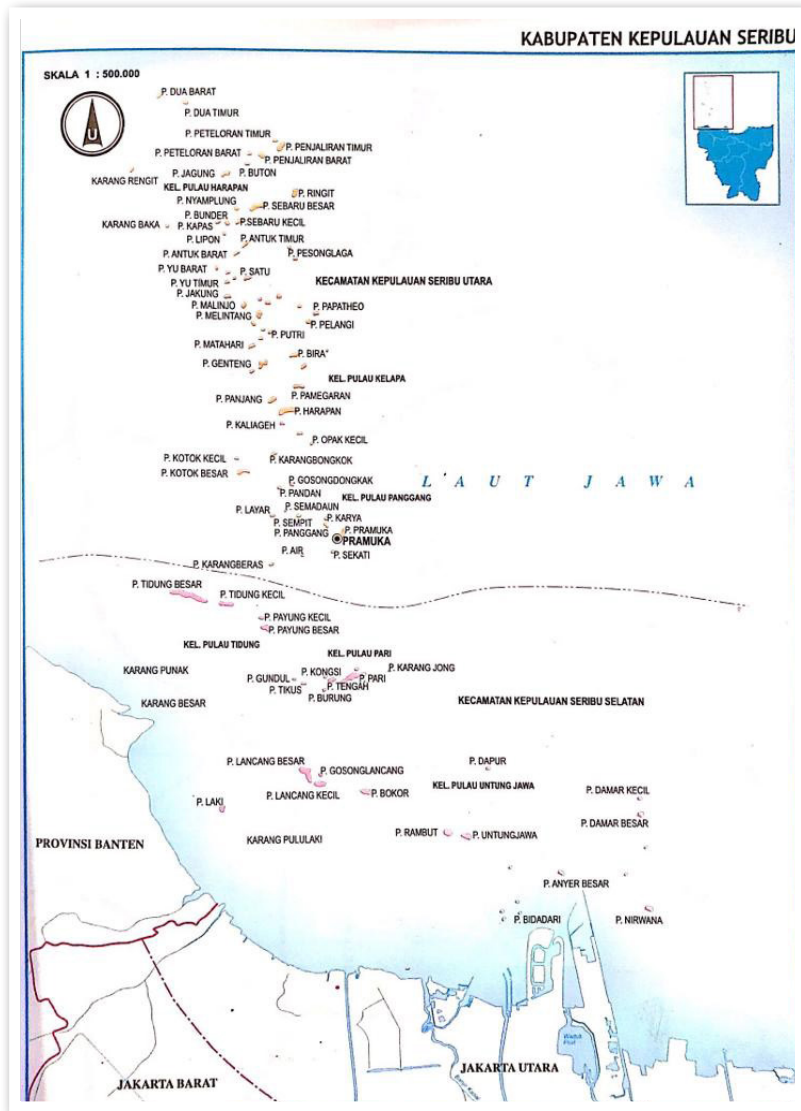 KABUPATEN KEPULAUAN SERIBU
SKALA 1 : 500.000
U
P. DUA BARAT
P. DUA TIMUR
P. PETELORAN TIMUR
P. PENJALIRAN TIMUR
P. PETELORAN BARAT
P. PENJALIRAN BARAT
P. JAGUNG
P. BUTON
KARANG RENGIT
KEL. PULAU HARAPAN
P. RINGIT
P. NYAMPLUNG
P. SEBARU BESAR
P. BUNDER
KARANG BAKA
P. KAPAS
P.SEBARU KECIL
P. LIPON
P. ANTUK TIMUR
P. ANTUK BARAT
P. PESONGLAGA
P. YU BARAT
P. SATU
P. YU TIMUR
KECAMATAN KEPULAUAN SERIBU UTARA
P. JAKUNG
P. MALINJO
P. PAPATHEO
P. MELINTANG
P. PELANGI
P. PUTRI
P. MATAHARI
P. BIRA"
P. GENTENG
KEL. PULAU KELAPA
P. PANJANG
P. PAMEGARAN
P. HARAPAN
P. KALIAGEH
P. OPAK KECIL
P. KOTOK KECIL
P. KARANGBONGKOK
P. KOTOK BESAR
P. GOSONGDONGKAK
L'AUT JAWA
P. PANDAN
KEL. PULAU PANGGANG
P. LAYAR
P. SEMADAUN
P. SEMPIT
P. KARYA
P. PANGGANG
P. PRAMUKA
PRAMUKA
P. AIR
P. SEKATI
P. KARANGBERAS
P. TIDUNG BESAR
P. TIDUNG KECIL
P. PAYUNG KECIL
P. PAYUNG BESAR
KEL. PULAU TIDUNG
KEL. PULAU PARI
KARANG PUNAK
P. KONGSI
P. KARANG JONG
P. GUNDUL
P. PARI
P. TIKUS
P. TENGAH
P. BURUNG
KARANG BESAR
KECAMATAN KEPULAUAN SERIBU SELATAN
P. LANCANG BESAR
P. DAPUR
P. GOSONGLANCANG
KEL. PULAU UNTUNG JAWA
P. DAMAR KECIL
P. LANCANG KECIL
P. BOKOR
P. LAKI
P. DAMAR BESAR
P. RAMBUT
P. UNTUNGJAWA
KARANG PULULAKI
PROVINSI BANTEN
P. ANYER BESAR
P. BIDADARI
P. NIRWANA
JAKARTA BARAT
JAKARTA UTARA